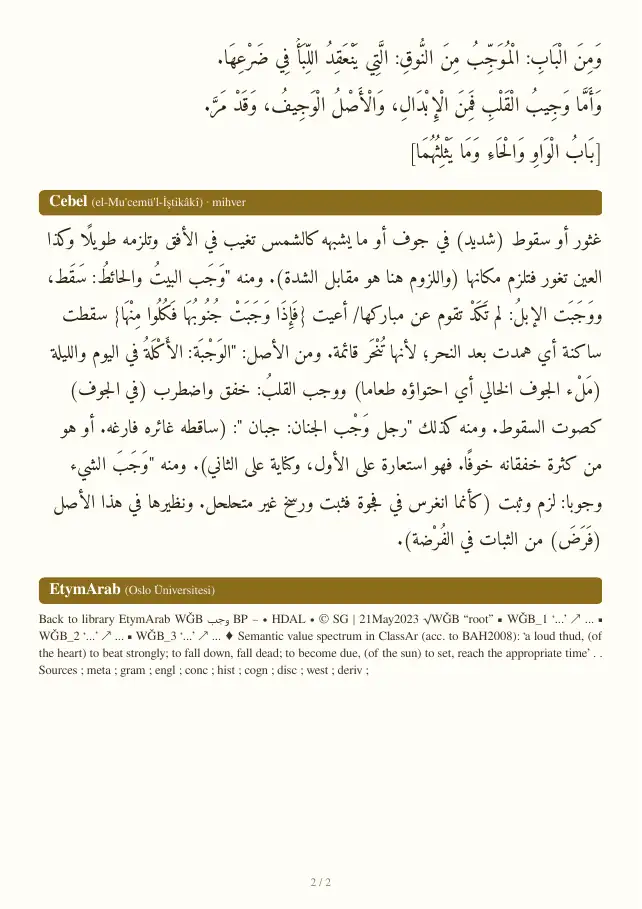 وَمِنَ الْبَابِ: الْمُوَجِّبُ مِنَ النُّوقِ: الَّتِي يَنْعَقِدُ اللِّبَأُ فِي ضَرْعِهَا.
وَأَمَّا وَجِيبُ الْقَلْبِ فَمِنَ الْإِبْدَالِ، وَالْأَصْلُ الْوَجِيفُ، وَقَدْ مَرَّ.
[بَابُ الْوَاوِ وَالْحَاءِ وَمَا يَثْلِثُهُمَا]
Cebel (el-Mu'cemü'l-İştikâkî) · mihver
غثور أو سقوط (شديد) في جوف أو ما يشبهه كالشمس تغيب في الأفق وتلزمه طويلًا وكذا
العين تغور فتلزم مكانها (واللزوم هنا هو مقابل الشدة). ومنه "وَجَب البيتُ والحائطُ: سَقَط،
ووَجَبَت الإبلُ: لم تَكَدْ تقوم عن مباركها/ أعيت {فَإِذَا وَجَبَتْ جُنُوبُهَا فَكُلُوا مِنْهَا} سقطت
ساكنة أي همدت بعد النحر؛ لأنها تُنْحَر قائمة. ومن الأصل: "الوَجْبَة: الأَكْلَةُ في اليوم والليلة
(مَلْء الجوف الخالي أي احتواؤه طعاما) ووجب القلبُ: خفق واضطرب (في الجوف)
كصوت السقوط. ومنه كذلك "رجل وَجْب الجنان: جبان": (ساقطه غائره فارغه. أو هو
من كثرة خفقانه خوفًا. فهو استعارة على الأول، وكناية على الثاني). ومنه "وَجَبَ الشيء
وجوبا: لزم وثبت (كأنما انغرس في فجوة فثبت ورسخ غير متحلحل. ونظيرها في هذا الأصل
(فَرَضَ) من الثبات في الفُرْضة).
EtymArab (Oslo Üniversitesi)
Back to library EtymArab WǦB وجب BP – • HDAL • © SG | 21May2023 √WǦB “root” ▪ WǦB_1 ‘...’ ↗ ... ▪
WǦB_2 ‘...’ ↗ ... ▪ WǦB_3 ‘...’ ↗ ... ♦ Semantic value spectrum in ClassAr (acc. to BAH2008): ‘a loud thud, (of
the heart) to beat strongly; to fall down, fall dead; to become due, (of the sun) to set, reach the appropriate time’ . .
Sources ; meta ; gram ; engl ; conc ; hist ; cogn ; disc ; west ; deriv ;
2 / 2